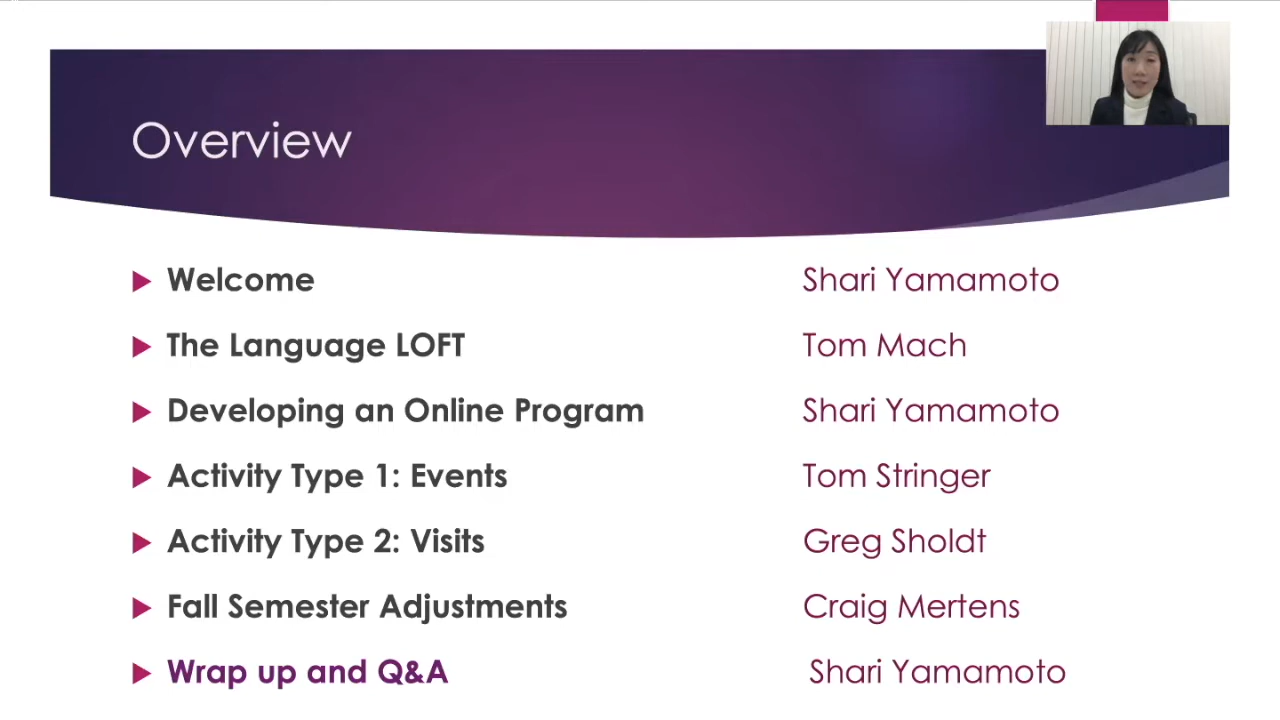 Overview
Welcome Shari Yamamoto
The Language LOFT Tom Mach
Developing an Online Program Shari Yamamoto
Activity Type 1: Events Tom Stringer
Activity Type 2: Visits Greg Sholdt
Fall Semester Adjustments Craig Mertens
Wrap up and Q&A Shari Yamamoto